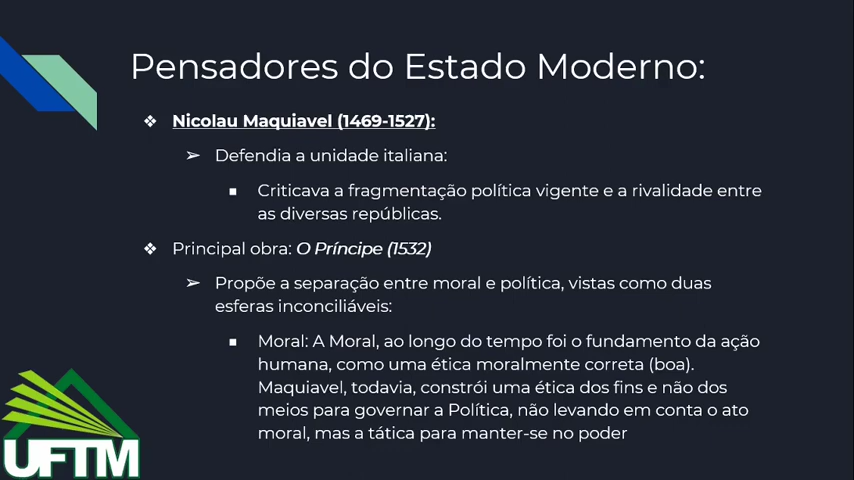 Pensadores do Estado Moderno:
❖ Nicolau Maquiavel (1469-1527):
➢ Defendia a unidade italiana:
▪ Criticava a fragmentação política vigente e a rivalidade entre
as diversas repúblicas.
❖ Principal obra: O Príncipe (1532)
➢ Propõe a separação entre moral e política, vistas como duas
esferas inconciliáveis:
▪ Moral: A Moral, ao longo do tempo foi o fundamento da ação
humana, como uma ética moralmente correta (boa).
Maquiavel, todavia, constrói uma ética dos fins e não dos
meios para governar a Política, não levando em conta o ato
moral, mas a tática para manter-se no poder
UFTM